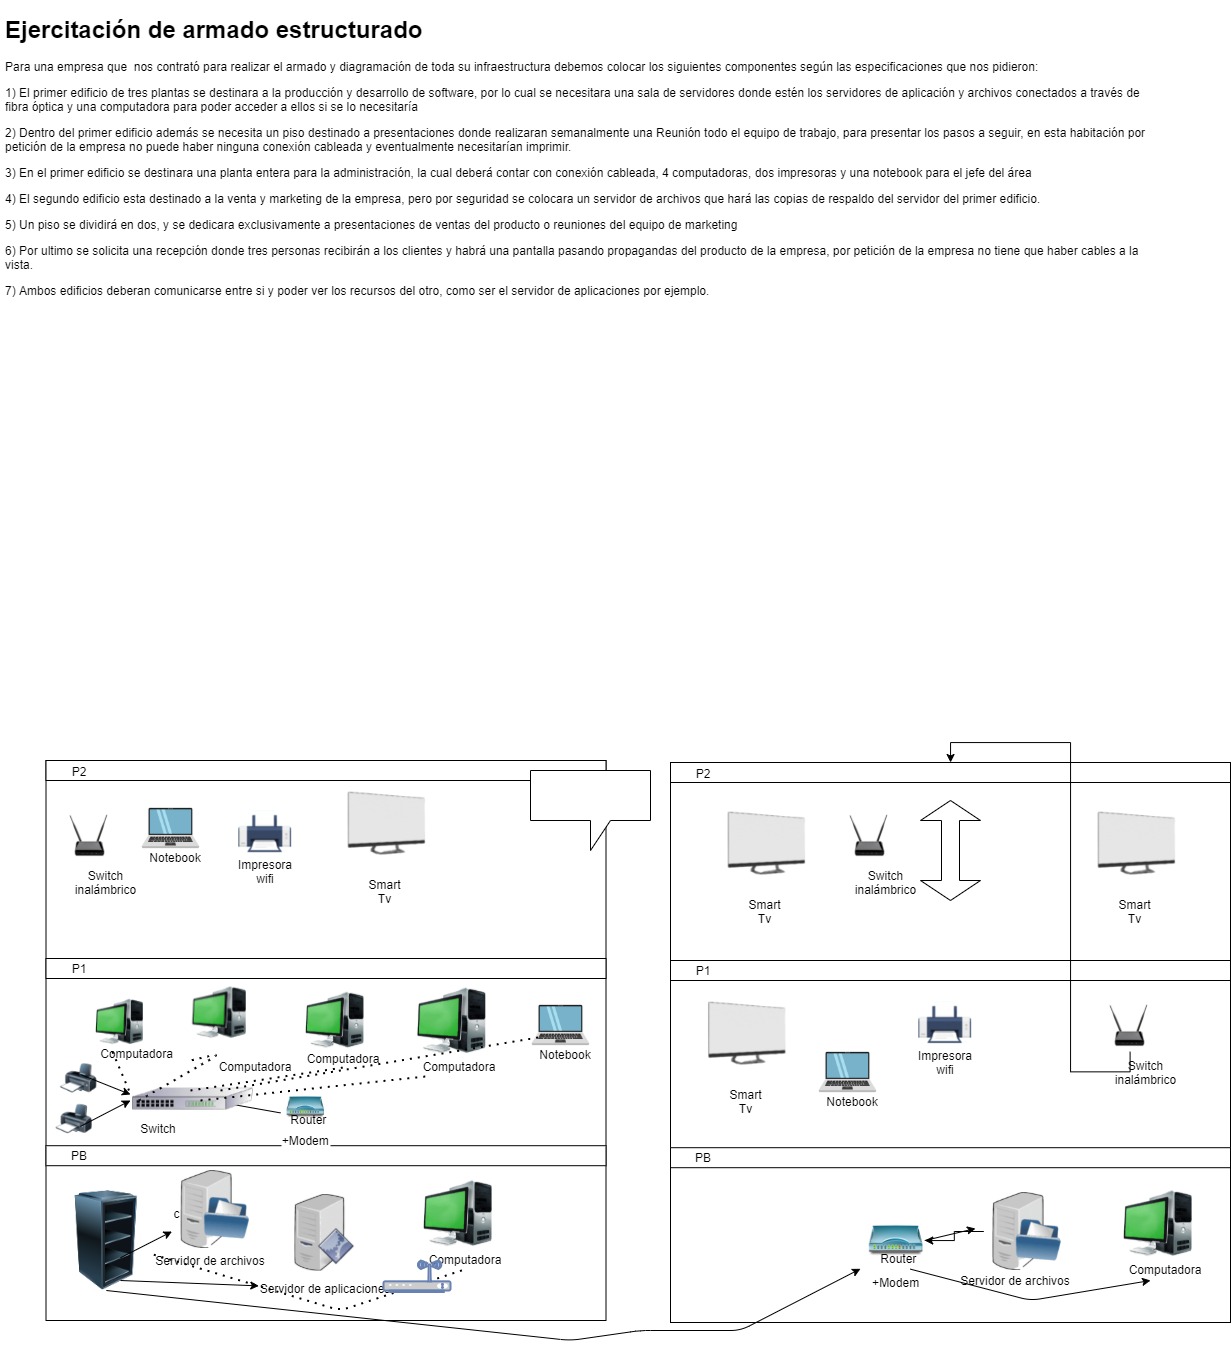 Ejercitación de armado estructurado
Para una empresa que  nos contrató para realizar el armado y diagramación de toda su infraestructura debemos colocar los siguientes componentes según las especificaciones que nos pidieron:
1) El primer edificio de tres plantas se destinara a la producción y desarrollo de software, por lo cual se necesitara una sala de servidores donde estén los servidores de aplicación y archivos conectados a través de
fibra óptica y una computadora para poder acceder a ellos si se lo necesitaría
2) Dentro del primer edificio además se necesita un piso destinado a presentaciones donde realizaran semanalmente una Reunión todo el equipo de trabajo, para presentar los pasos a seguir, en esta habitación por
petición de la empresa no puede haber ninguna conexión cableada y eventualmente necesitarían imprimir.
3) En el primer edificio se destinara una planta entera para la administración, la cual deberá contar con conexión cableada, 4 computadoras, dos impresoras y una notebook para el jefe del área
4) El segundo edificio esta destinado a la venta y marketing de la empresa, pero por seguridad se colocara un servidor de archivos que hará las copias de respaldo del servidor del primer edificio.
5) Un piso se dividirá en dos, y se dedicara exclusivamente a presentaciones de ventas del producto o reuniones del equipo de marketing
6) Por ultimo se solicita una recepción donde tres personas recibirán a los clientes y habrá una pantalla pasando propagandas del producto de la empresa, por petición de la empresa no tiene que haber cables a la
vista.
7) Ambos edificios deberan comunicarse entre si y poder ver los recursos del otro, como ser el servidor de aplicaciones por ejemplo.
P2
Switch
inalámbrico
Notebook
Impresora
wifi
Smart
Tv
P1
Computadora
Computadora
Computadora
Computadora
Notebook
Switch
Router
+Modem
PB
c
Servidor de archivos
Servidor de aplicaciones
Computadora
P2
Smart
Tv
Switch
inalámbrico
Smart
Tv
P1
Smart
Tv
Notebook
Impresora
wifi
Switch
inalámbrico
PB
Router
+Modem
Servidor de archivos
Computadora